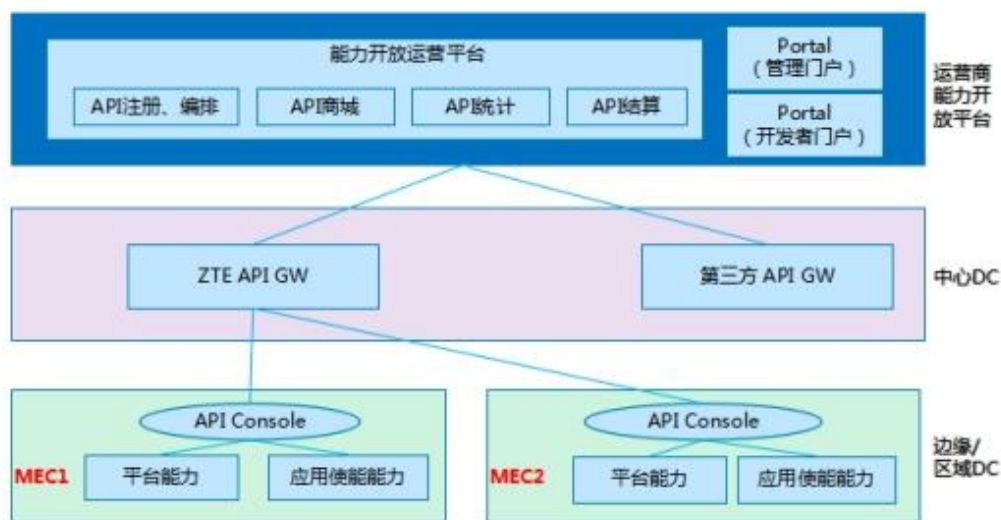 能力开放运营平台
API注册、编排
API商城
API统计
API结算
Portal
（管理门户）
Portal
（开发者门户）
运营商
能力开
放平台
ZTE API GW
第三方 API GW
中心DC
API Console
MEC1
平台能力
应用使能能力
API Console
MEC2
平台能力
应用使能能力
边缘/
区域DC